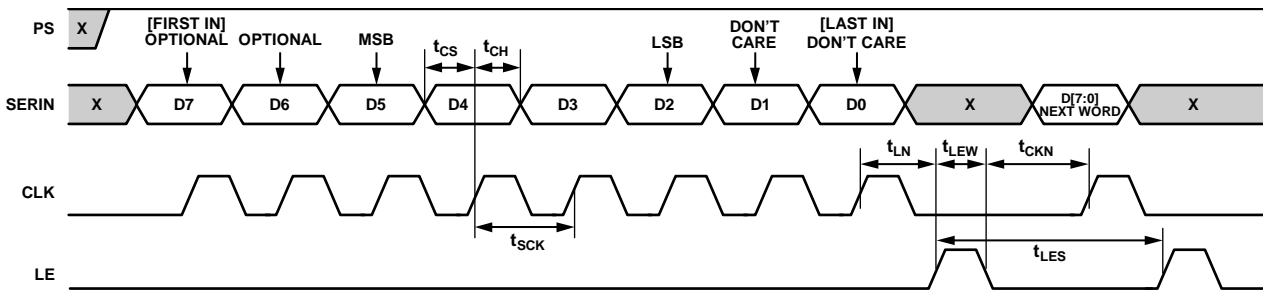 PS
X
[FIRST IN]
OPTIONAL
OPTIONAL
MSB
tCS
tCH
LSB
DON'T
CARE
[LAST IN]
DON'T CARE
SERIN
X
D7
D6
D5
D4
D3
D2
D1
D0
X
D[7:0]
NEXT WORD
X
tLN
tLEW
tCKN
CLK
tSCK
tLES
LE